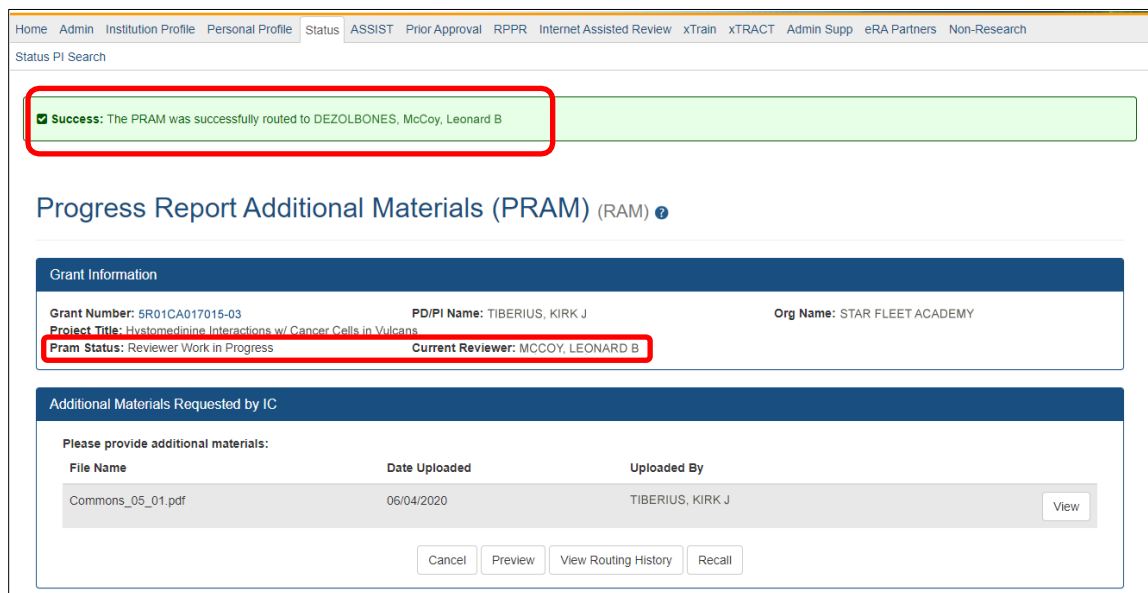 Home Admin Institution Profile Personal Profile Status ASSIST Prior Approval RPPR Internet Assisted Review xTrain xTRACT Admin Supp eRA Partners Non-Research
Status PI Search
Success: The PRAM was successfully routed to DEZOLBONES, McCoy, Leonard B
Progress Report Additional Materials (PRAM) (RAM) ?
Grant Information
Grant Number: 5R01CA017015-03 PD/PI Name: TIBERIUS, KIRK J Org Name: STAR FLEET ACADEMY
Project Title: Hystomedinine Interactions w/ Cancer Cells in Vulcans
Pram Status: Reviewer Work in Progress Current Reviewer: MCCOY, LEONARD B
Additional Materials Requested by IC
Please provide additional materials:
File Name Date Uploaded Uploaded By
Commons_05_01.pdf 06/04/2020 TIBERIUS, KIRK J View
Cancel Preview View Routing History Recall